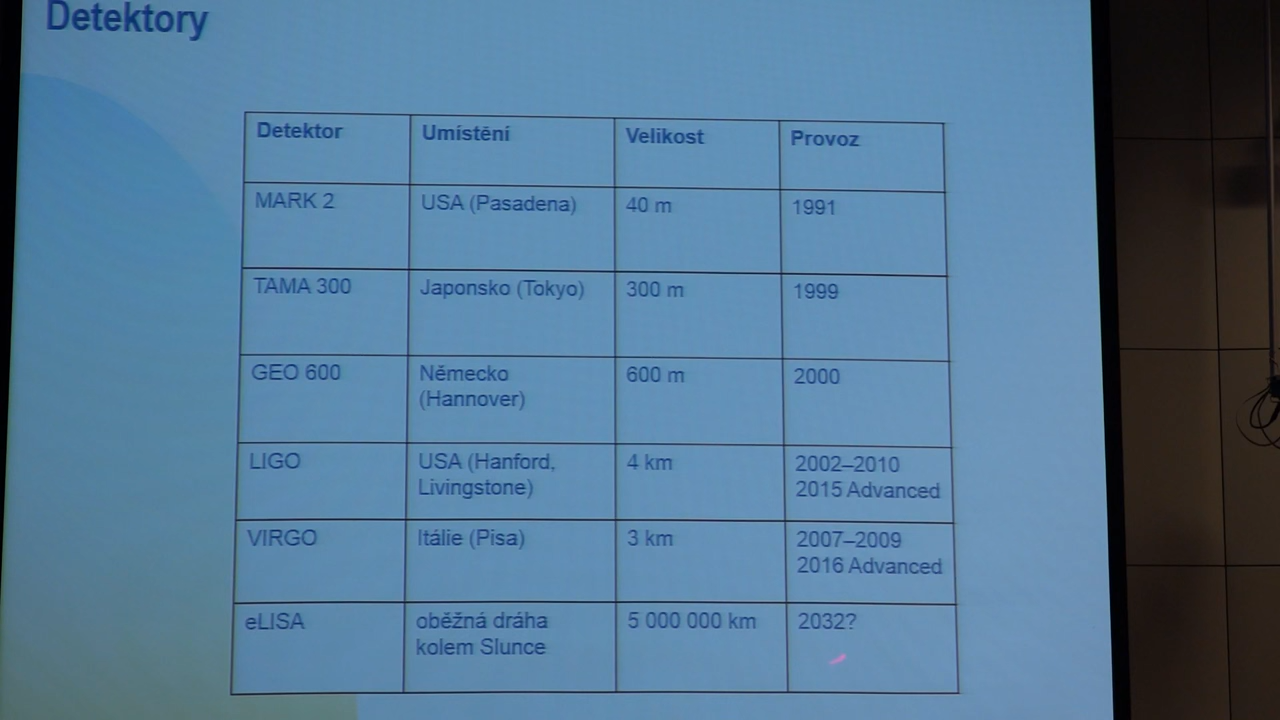 Detektory
Detektor Umístění Velikost Provoz
MARK 2 USA (Pasadena) 40 m 1991
TAMA 300 Japonsko (Tokyo) 300 m 1999
GEO 600 Německo 600 m 2000
(Hannover)
LIGO USA (Hanford, 4 km 2002–2010
Livingstone) 2015 Advanced
VIRGO Itálie (Pisa) 3 km 2007–2009
2016 Advanced
eLISA oběžná dráha 5 000 000 km 2032?
kolem Slunce